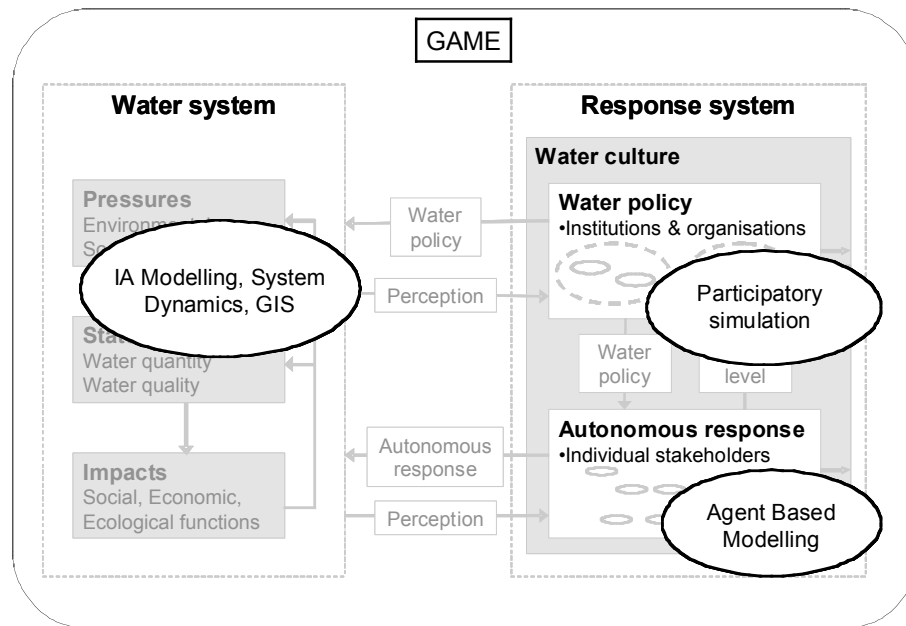 GAME
Water system
Pressures
IA Modelling, System
Dynamics, GIS
Water quantity
Water quality
Impacts
Social, Economic,
Ecological functions
Water
policy
Perception
Autonomous
response
Perception
Response system
Water culture
Water policy
•Institutions & organisations
Participatory
simulation
Water
policy
level
Autonomous response
•Individual stakeholders
Agent Based
Modelling